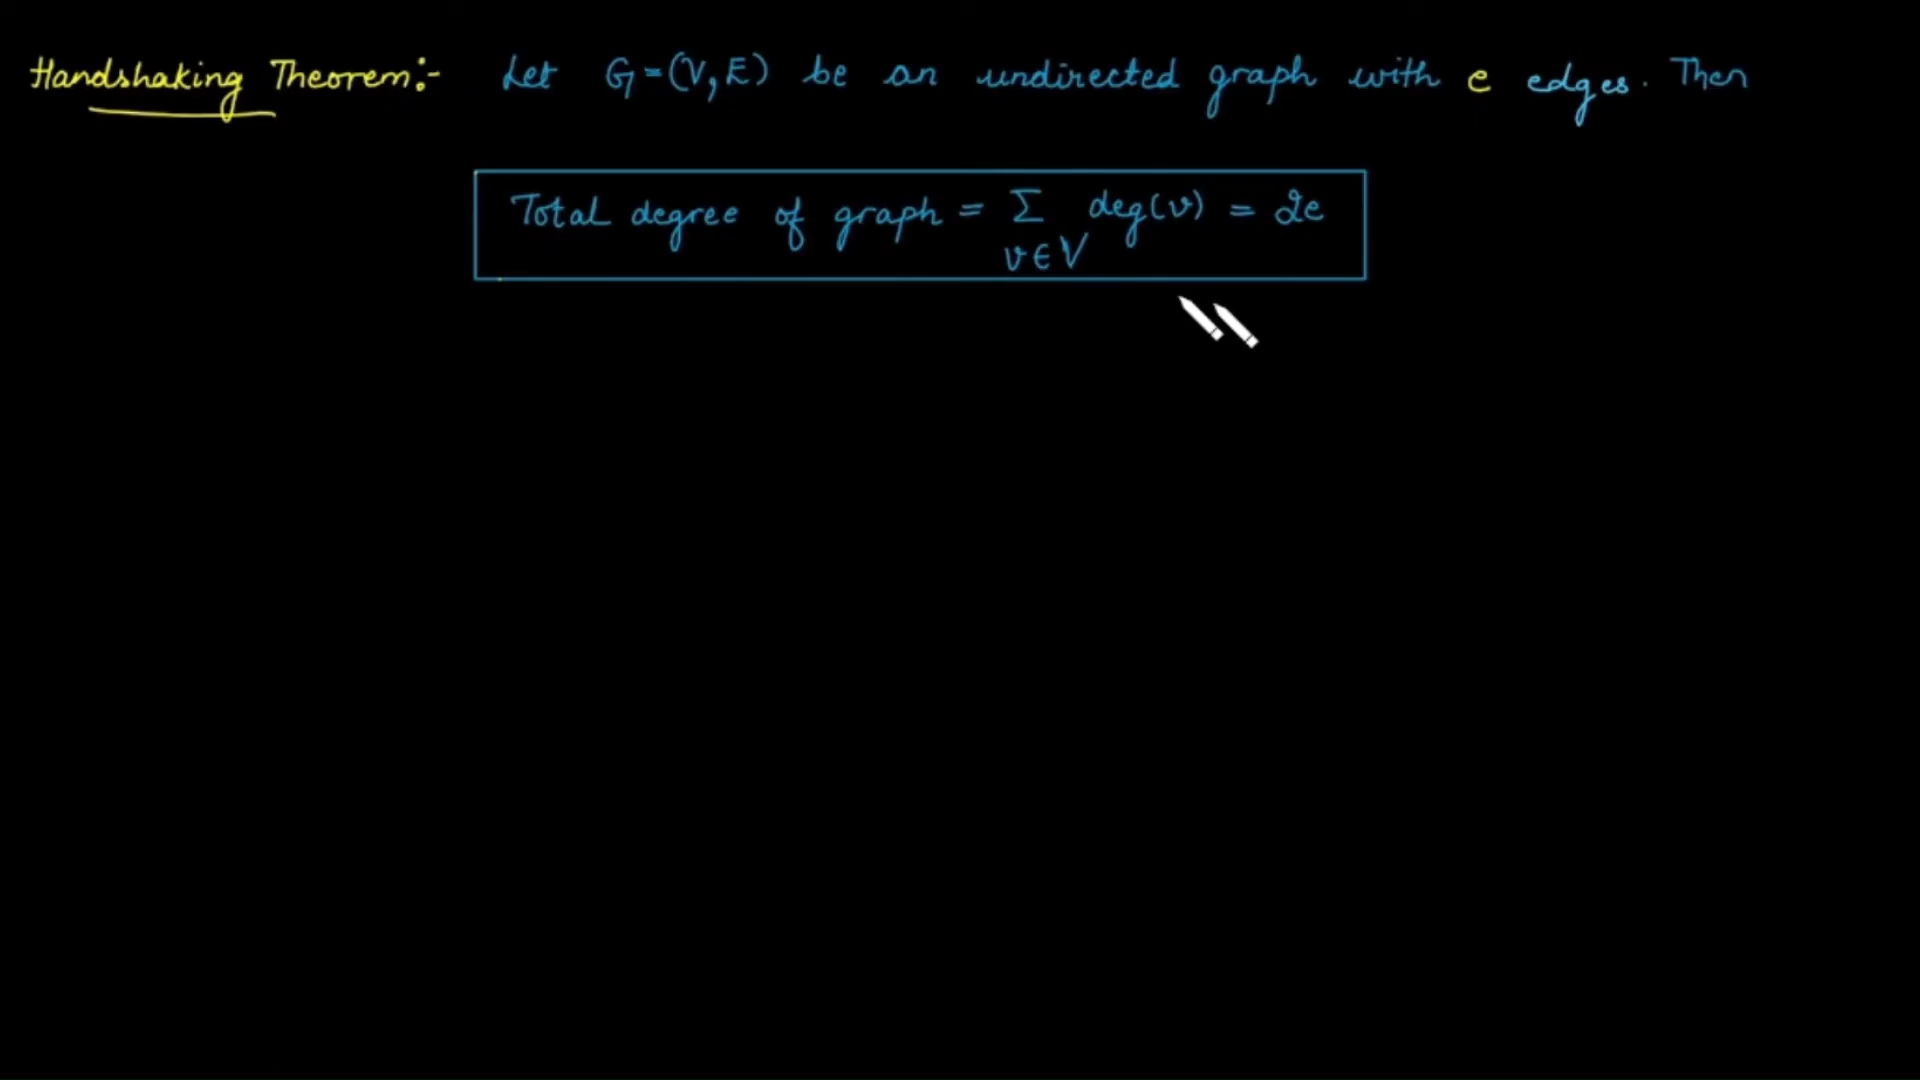 Handshaking Theorem:- Let G=(V,E) be an undirected graph with e edges. Then
Total degree of graph = Σ deg(v) = 2e
v∈V